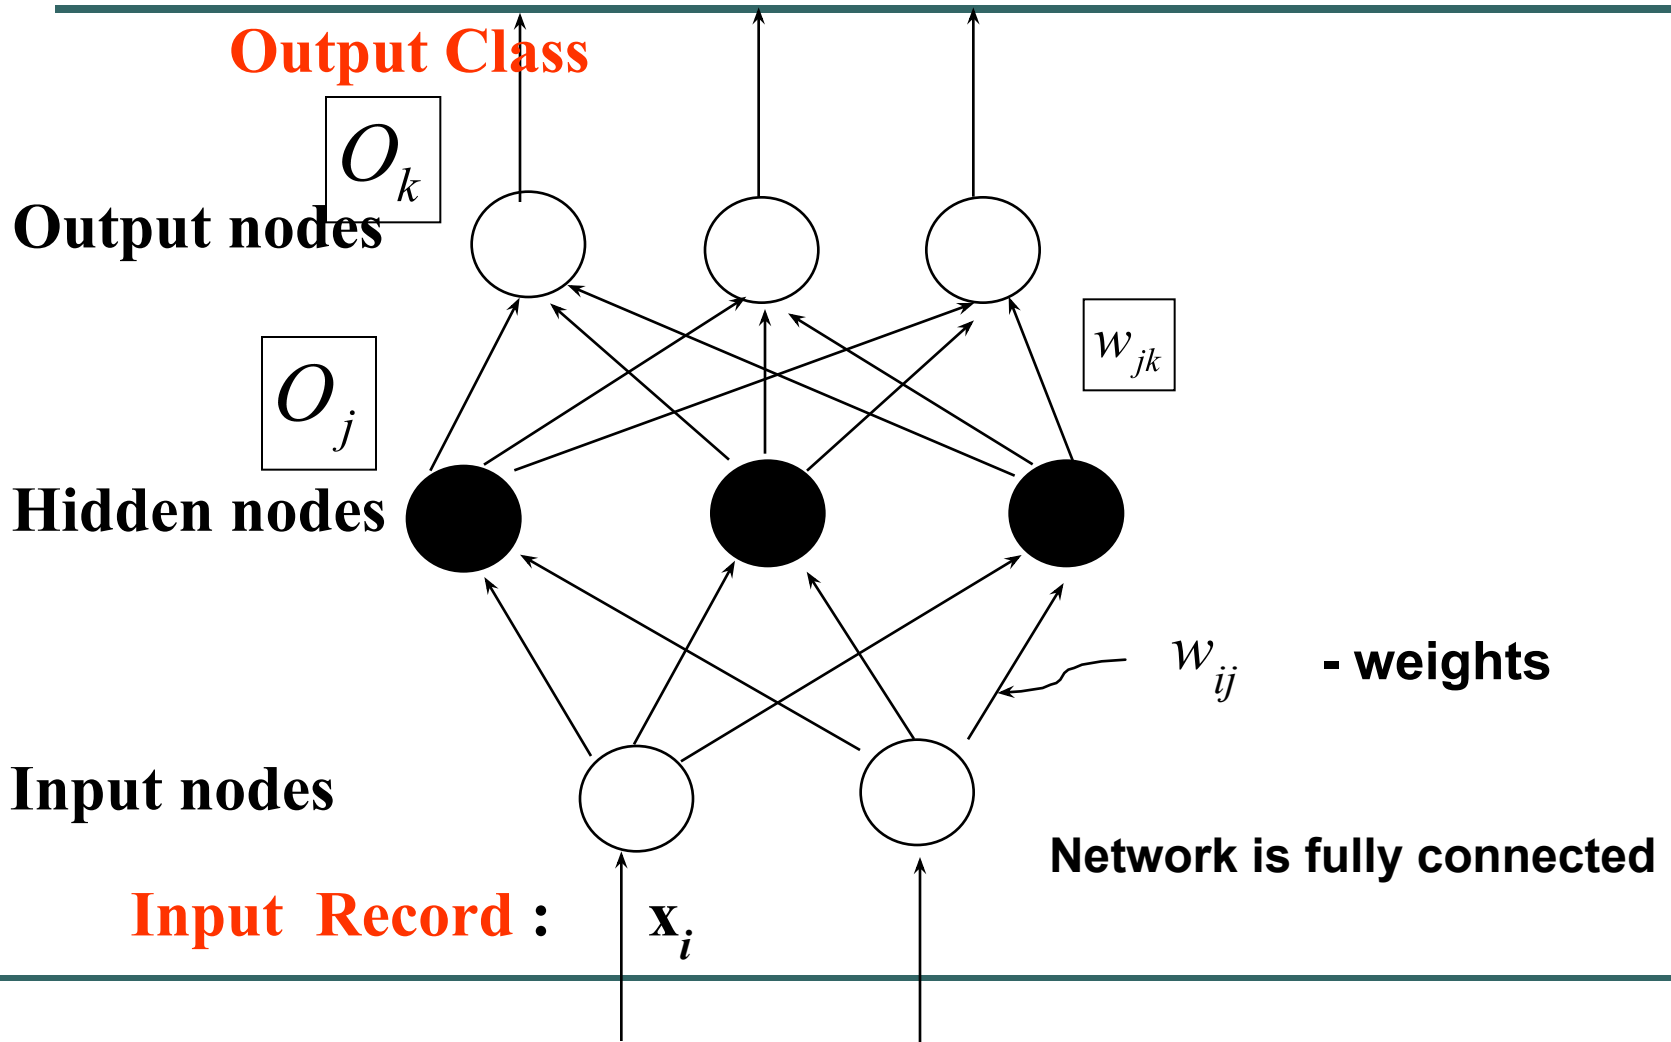 Output Class
O_k
Output nodes
w_jk
O_j
Hidden nodes
w_ij - weights
Input nodes
Network is fully connected
Input Record : x_i